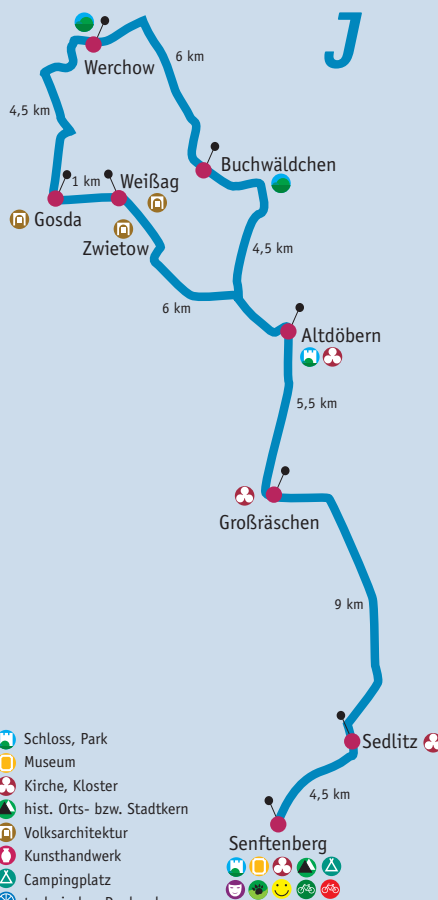 J
Werchow
6 km
4,5 km
Buchwäldchen
1 km
Weißag
Gosda
Zwietow
4,5 km
6 km
Altdöbern
5,5 km
Großräschen
9 km
Sedlitz
4,5 km
Senftenberg
Schloss, Park
Museum
Kirche, Kloster
hist. Orts- bzw. Stadtkern
Volksarchitektur
Kunsthandwerk
Campingplatz